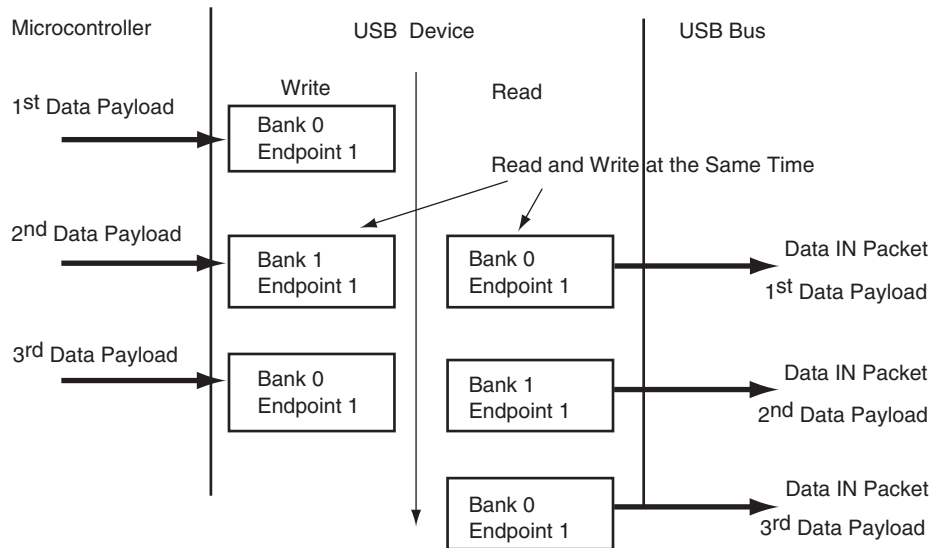 Microcontroller
USB Device
USB Bus
Write
Read
1st Data Payload
Bank 0
Endpoint 1
Read and Write at the Same Time
2nd Data Payload
Bank 1
Endpoint 1
Bank 0
Endpoint 1
Data IN Packet
1st Data Payload
3rd Data Payload
Bank 0
Endpoint 1
Bank 1
Endpoint 1
Data IN Packet
2nd Data Payload
Bank 0
Endpoint 1
Data IN Packet
3rd Data Payload